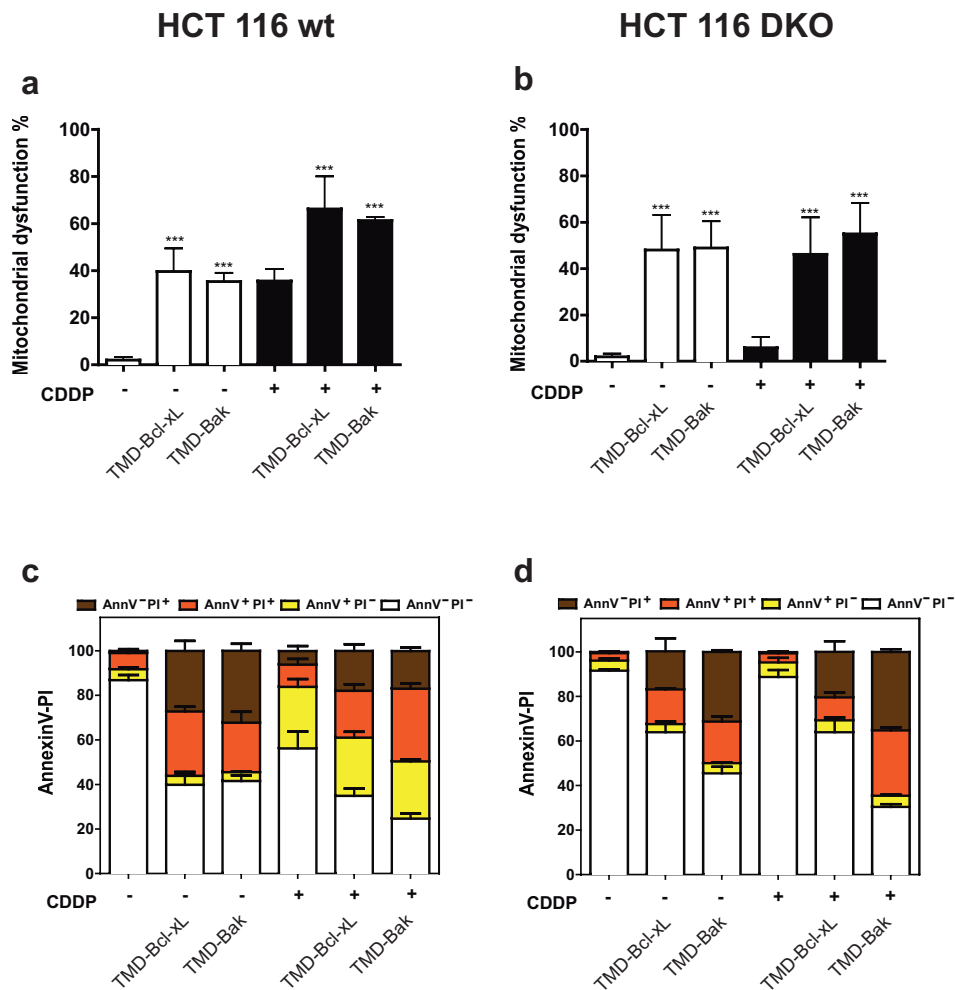 HCT 116 wt
HCT 116 DKO
a
Mitochondrial dysfunction %
100
80
60
40
20
0
*** *** *** ***
CDDP - - - + + +
TMD-Bcl-xL TMD-Bak TMD-Bcl-xL TMD-Bak
b
Mitochondrial dysfunction %
100
80
60
40
20
0
*** *** *** ***
CDDP - - - + + +
TMD-Bcl-xL TMD-Bak TMD-Bcl-xL TMD-Bak
c
AnnV⁻PI⁺ AnnV⁺PI⁺ AnnV⁺PI⁻ AnnV⁻PI⁻
AnnexinV-PI
100
80
60
40
20
0
CDDP - - - + + +
TMD-Bcl-xL TMD-Bak TMD-Bcl-xL TMD-Bak
d
AnnV⁻PI⁺ AnnV⁺PI⁺ AnnV⁺PI⁻ AnnV⁻PI⁻
AnnexinV-PI
100
80
60
40
20
0
CDDP - - - + + +
TMD-Bcl-xL TMD-Bak TMD-Bcl-xL TMD-Bak